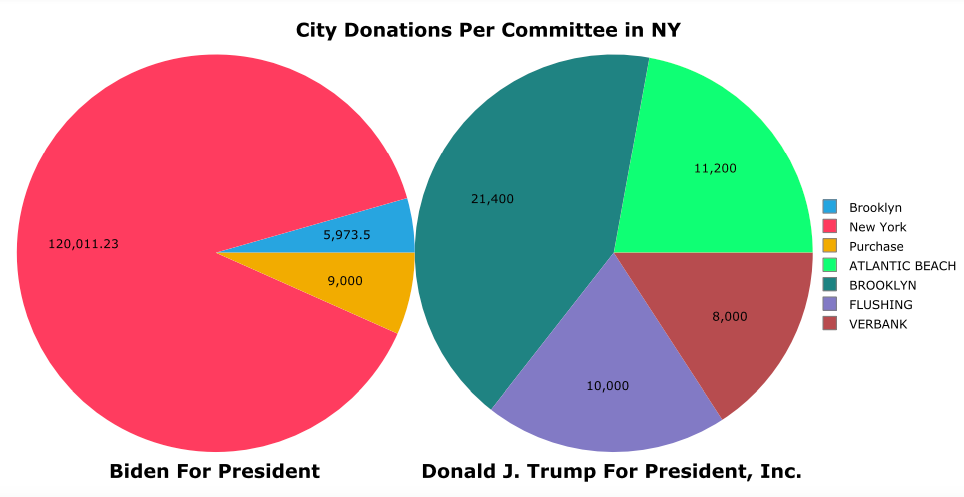 City Donations Per Committee in NY
120,011.23
5,973.5
9,000
21,400
11,200
8,000
10,000
Brooklyn
New York
Purchase
ATLANTIC BEACH
BROOKLYN
FLUSHING
VERBANK
Biden For President
Donald J. Trump For President, Inc.